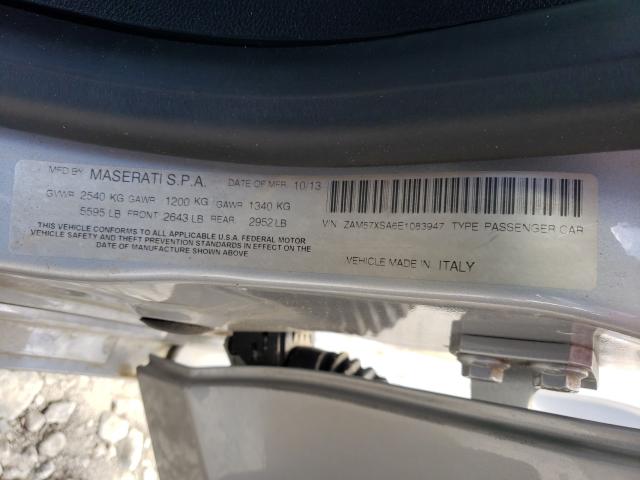 MFD BY MASERATI S.P.A. DATE OF MFR 10/13
GVWR 2540 KG GAWR 1200 KG GAWR 1340 KG
5595 LB FRONT 2643 LB REAR 2952 LB
THIS VEHICLE CONFORMS TO ALL APPLICABLE U.S.A. FEDERAL MOTOR
VEHICLE SAFETY AND THEFT PREVENTION STANDARDS IN EFFECT ON THE
DATE OF MANUFACTURE SHOWN ABOVE
VIN ZAM57XSA6E1083947 TYPE PASSENGER CAR
VEHICLE MADE IN ITALY